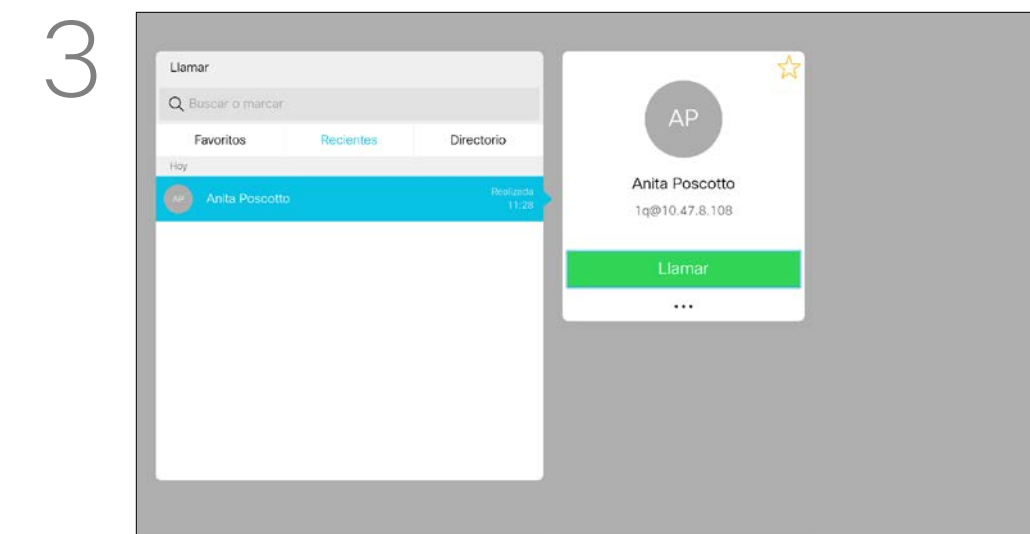 3
Llamar
Buscar o marcar
Favoritos Recientes Directorio
Hoy
AP Anita Poscotto Realizada
11:28
AP
Anita Poscotto
1q@10.47.8.108
Llamar
...